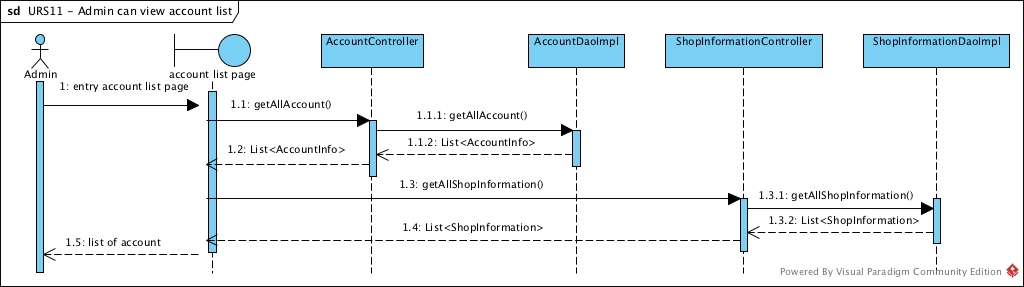 sd URS11 - Admin can view account list
Admin
account list page
AccountController
AccountDaoImpl
ShopInformationController
ShopInformationDaoImpl
1: entry account list page
1.1: getAllAccount()
1.1.1: getAllAccount()
1.1.2: List<AccountInfo>
1.2: List<AccountInfo>
1.3: getAllShopInformation()
1.3.1: getAllShopInformation()
1.3.2: List<ShopInformation>
1.4: List<ShopInformation>
1.5: list of account
Powered By Visual Paradigm Community Edition